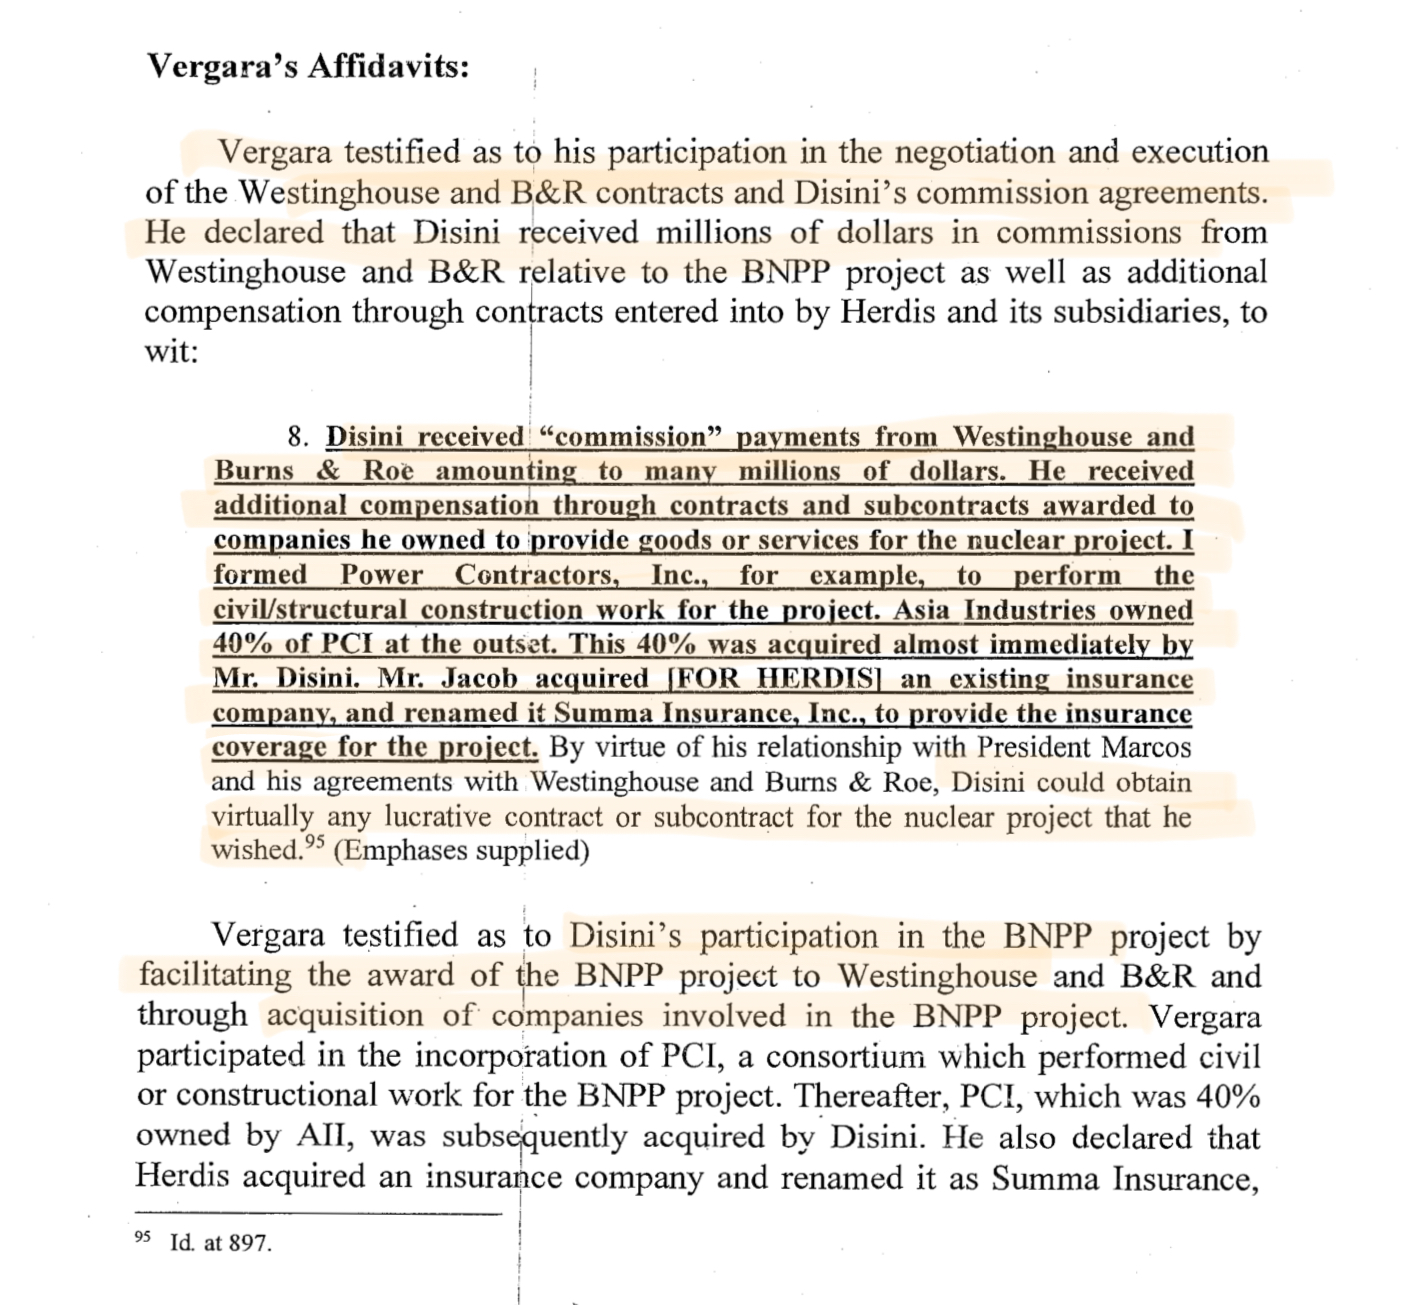 Vergara’s Affidavits:
Vergara testified as to his participation in the negotiation and execution
of the Westinghouse and B&R contracts and Disini’s commission agreements.
He declared that Disini received millions of dollars in commissions from
Westinghouse and B&R relative to the BNPP project as well as additional
compensation through contracts entered into by Herdis and its subsidiaries, to
wit:
8. Disini received “commission” payments from Westinghouse and
Burns & Roe amounting to many millions of dollars. He received
additional compensation through contracts and subcontracts awarded to
companies he owned to provide goods or services for the nuclear project. I
formed Power Contractors, Inc., for example, to perform the
civil/structural construction work for the project. Asia Industries owned
40% of PCI at the outset. This 40% was acquired almost immediately by
Mr. Disini. Mr. Jacob acquired [FOR HERDIS] an existing insurance
company, and renamed it Summa Insurance, Inc., to provide the insurance
coverage for the project. By virtue of his relationship with President Marcos
and his agreements with Westinghouse and Burns & Roe, Disini could obtain
virtually any lucrative contract or subcontract for the nuclear project that he
wished.95 (Emphases supplied)
Vergara testified as to Disini’s participation in the BNPP project by
facilitating the award of the BNPP project to Westinghouse and B&R and
through acquisition of companies involved in the BNPP project. Vergara
participated in the incorporation of PCI, a consortium which performed civil
or constructional work for the BNPP project. Thereafter, PCI, which was 40%
owned by AII, was subsequently acquired by Disini. He also declared that
Herdis acquired an insurance company and renamed it as Summa Insurance,
95 Id. at 897.